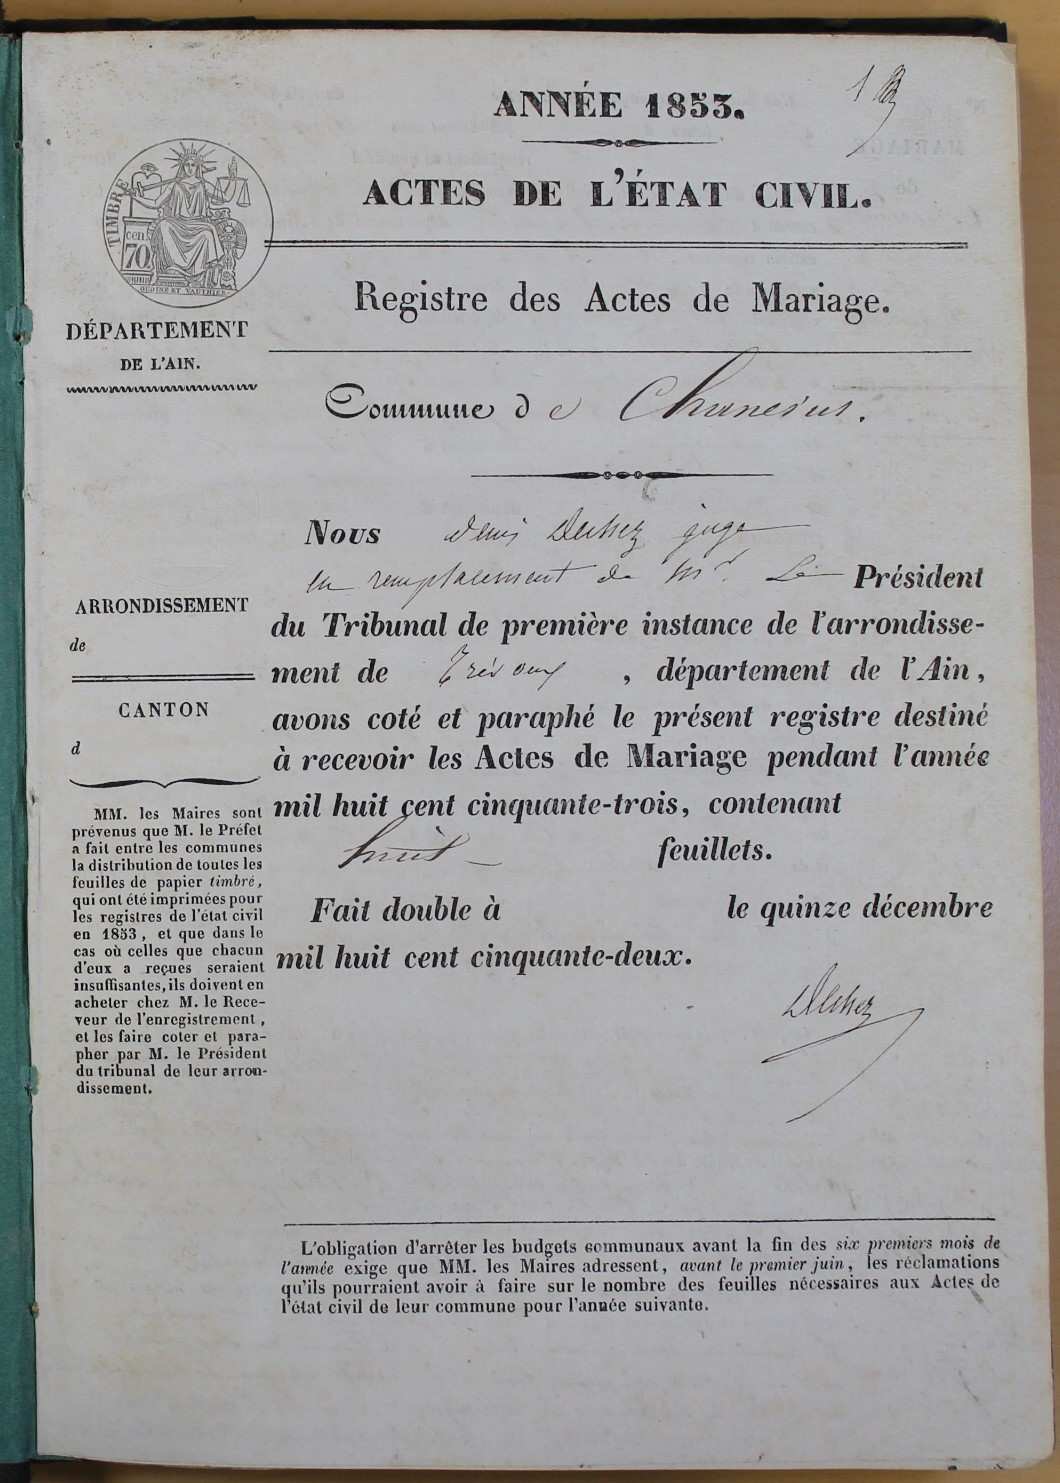 ANNÉE 1853.
ACTES DE L'ÉTAT CIVIL.
TIMBRE
cen
70
OUDINÉ ET VAUTHIER
Registre des Actes de Mariage.
DÉPARTEMENT
DE L'AIN.
Commune de Chaneins.
Nous Denis juge
en remplacement de Mr. Le Président
du Tribunal de première instance de l'arrondisse-
ment de Trévoux, département de l'Ain,
avons coté et paraphé le présent registre destiné
à recevoir les Actes de Mariage pendant l'année
mil huit cent cinquante-trois, contenant
huit feuillets.
Fait double à le quinze décembre
mil huit cent cinquante-deux.
ARRONDISSEMENT
de
CANTON
d
MM. les Maires sont
prévenus que M. le Préfet
a fait entre les communes
la distribution de toutes les
feuilles de papier timbré,
qui ont été imprimées pour
les registres de l'état civil
en 1853, et que dans le
cas où celles que chacun
d'eux a reçues seraient
insuffisantes, ils doivent en
acheter chez M. le Rece-
veur de l'enregistrement,
et les faire coter et para-
pher par M. le Président
du tribunal de leur arron-
dissement.
L'obligation d'arrêter les budgets communaux avant la fin des six premiers mois de
l'année exige que MM. les Maires adressent, avant le premier juin, les réclamations
qu'ils pourraient avoir à faire sur le nombre des feuilles nécessaires aux Actes de
l'état civil de leur commune pour l'année suivante.